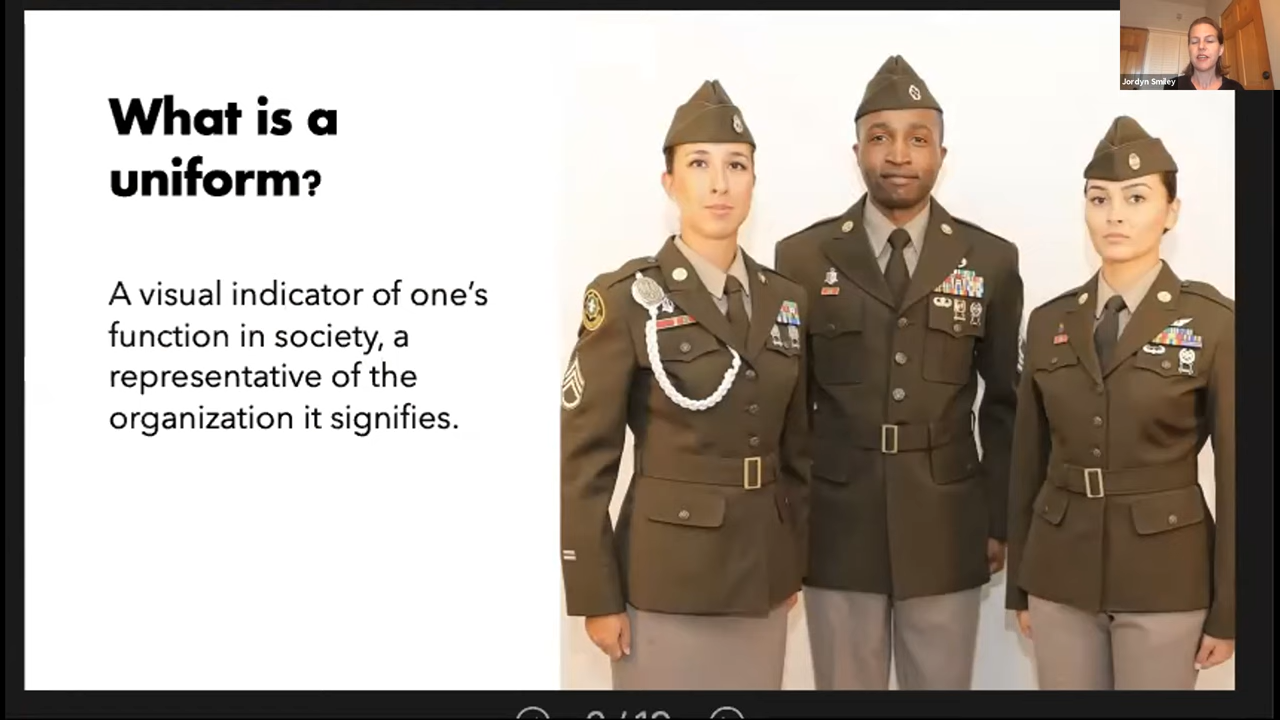 What is a
uniform?
A visual indicator of one's
function in society, a
representative of the
organization it signifies.
Jordyn Smiley